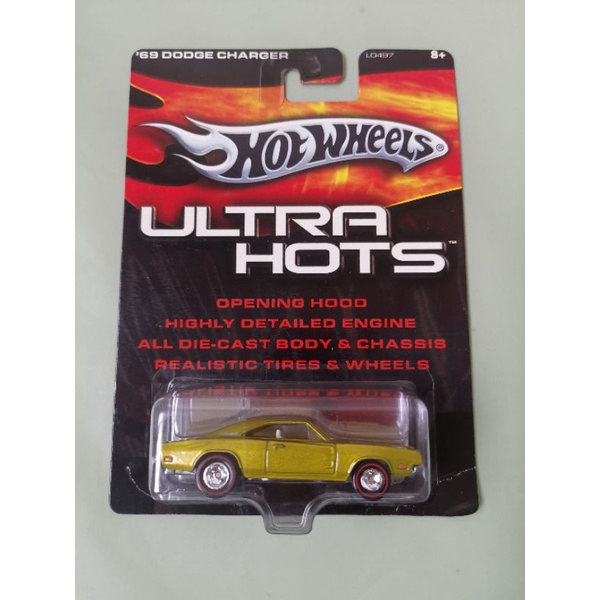 '69 DODGE CHARGER
L0497
8+
HOT WHEELS®
ULTRA
HOTS™
OPENING HOOD
HIGHLY DETAILED ENGINE
ALL DIE-CAST BODY & CHASSIS
REALISTIC TIRES & WHEELS